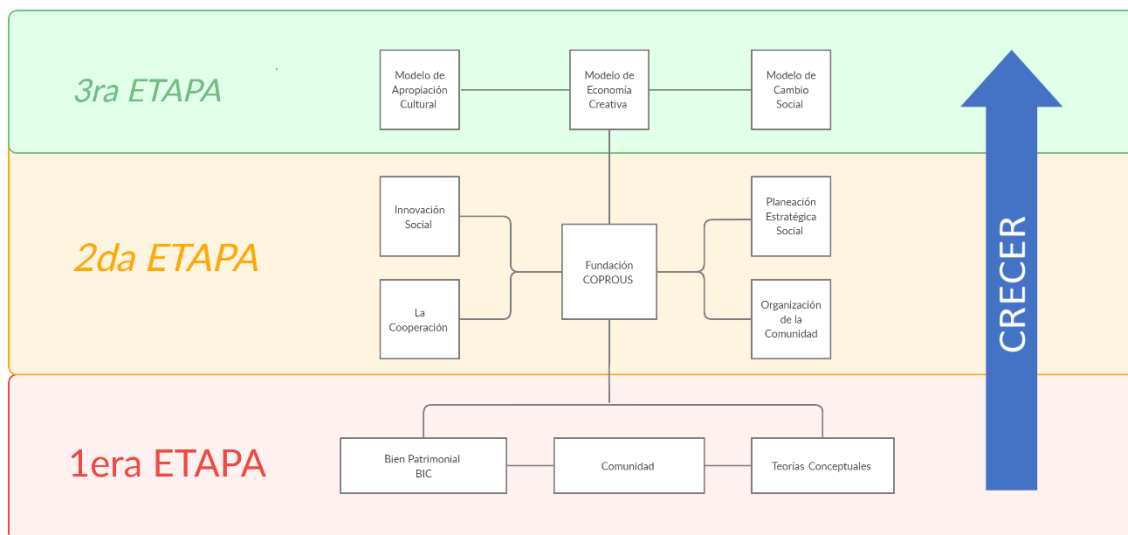 3ra ETAPA
Modelo de
Apropiación
Cultural
Modelo de
Economía
Creativa
Modelo de
Cambio
Social
2da ETAPA
Innovación
Social
La
Cooperación
Fundación
COPROUS
Planeación
Estratégica
Social
Organización
de la
Comunidad
1era ETAPA
Bien Patrimonial
BIC
Comunidad
Teorías Conceptuales
CRECER